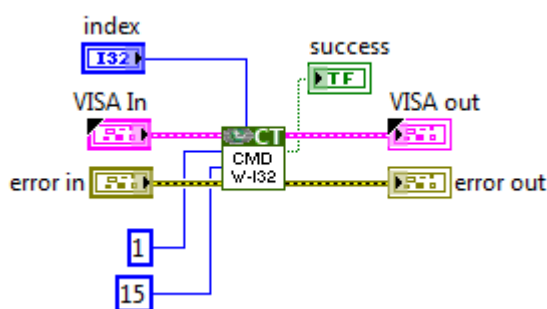 index
I32
success
TF
VISA In
VISA out
CT
CMD
W-I32
error in
error out
1
15